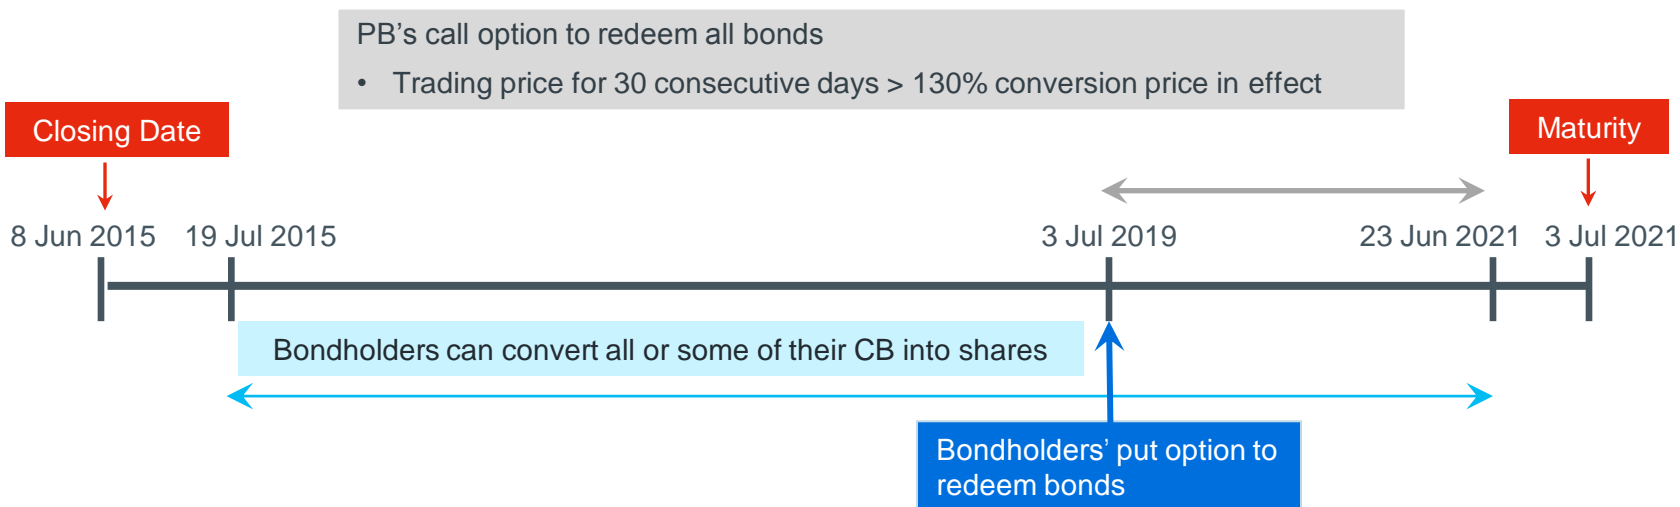 PB’s call option to redeem all bonds
• Trading price for 30 consecutive days > 130% conversion price in effect
Closing Date
Maturity
8 Jun 2015
19 Jul 2015
3 Jul 2019
23 Jun 2021
3 Jul 2021
Bondholders can convert all or some of their CB into shares
Bondholders’ put option to
redeem bonds